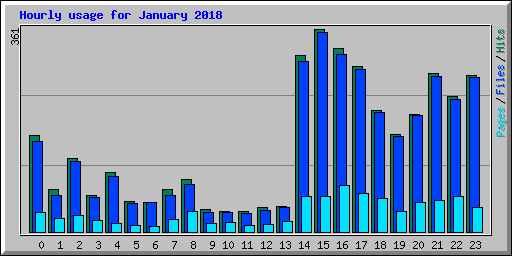 Hourly usage for January 2018
361
Pages/Files/Hits
0 1 2 3 4 5 6 7 8 9 10 11 12 13 14 15 16 17 18 19 20 21 22 23